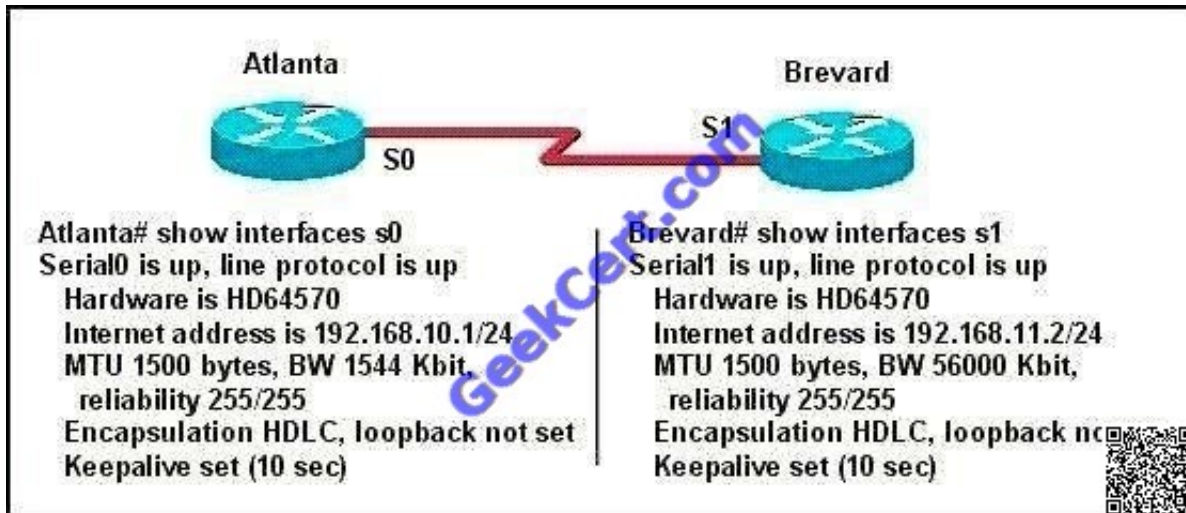 Atlanta
Brevard
S0
S1
Atlanta# show interfaces s0
Serial0 is up, line protocol is up
Hardware is HD64570
Internet address is 192.168.10.1/24
MTU 1500 bytes, BW 1544 Kbit,
reliability 255/255
Encapsulation HDLC, loopback not set
Keepalive set (10 sec)
Brevard# show interfaces s1
Serial1 is up, line protocol is up
Hardware is HD64570
Internet address is 192.168.11.2/24
MTU 1500 bytes, BW 56000 Kbit,
reliability 255/255
Encapsulation HDLC, loopback
Keepalive set (10 sec)
GeekCert.com